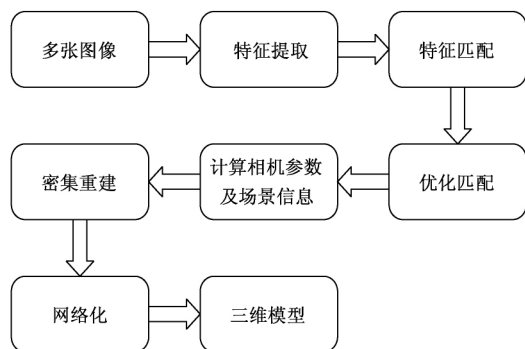 多张图像
特征提取
特征匹配
优化匹配
计算相机参数
及场景信息
密集重建
网络化
三维模型